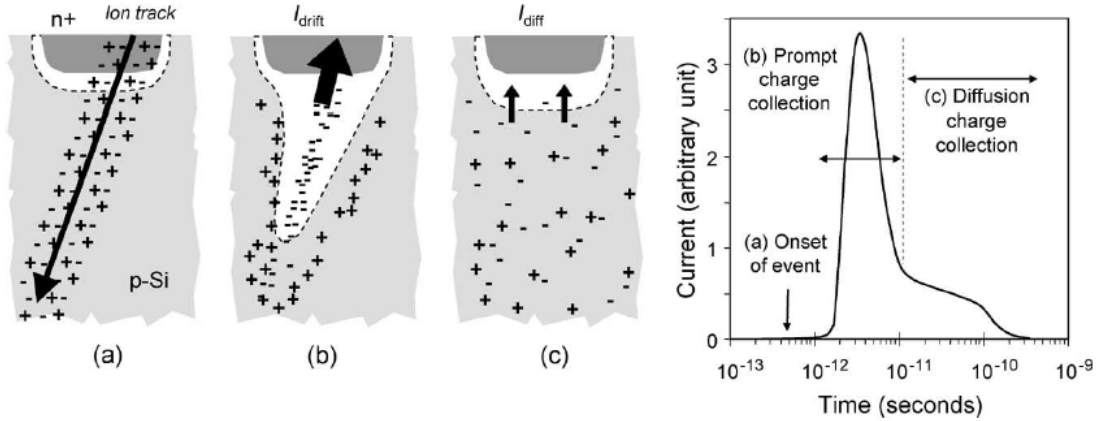 n+
Ion track
p-Si
(a)
I_drift
(b)
I_diff
(c)
Current (arbitrary unit)
3
2
1
0
(b) Prompt
charge
collection
(c) Diffusion
charge
collection
(a) Onset
of event
10^-13
10^-12
10^-11
10^-10
10^-9
Time (seconds)